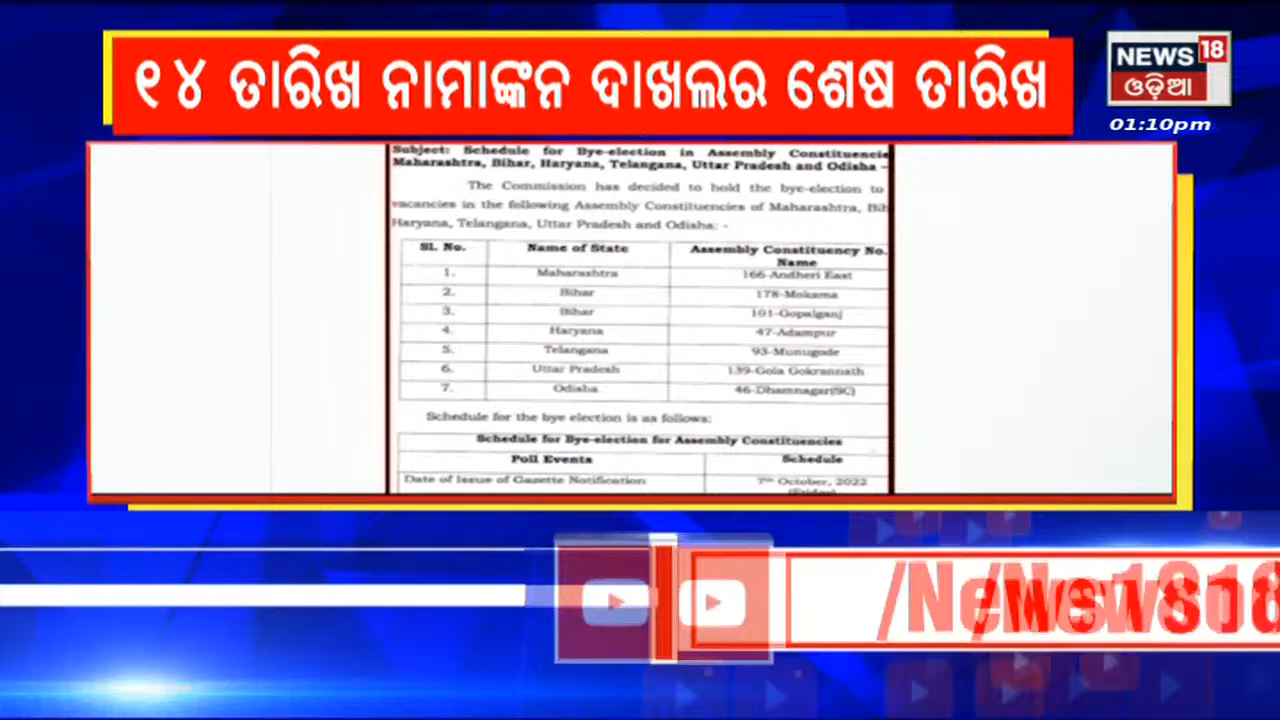 ୧୪ ତାରିଖ ନାମାଙ୍କନ ଦାଖଲର ଶେଷ ତାରିଖ
NEWS 18
ଓଡ଼ିଆ
01:10pm
Subject: Schedule for Bye-election in Assembly Constituencie
Maharashtra, Bihar, Haryana, Telangana, Uttar Pradesh and Odisha -
The Commission has decided to hold the bye-election to
vacancies in the following Assembly Constituencies of Maharashtra, Bih
Haryana, Telangana, Uttar Pradesh and Odisha: -
Sl. No. Name of State Assembly Constituency No.
Name
1. Maharashtra 166-Andheri East
2. Bihar 178-Mokama
3. Bihar 101-Gopalganj
4. Haryana 47-Adampur
5. Telangana 93-Munugode
6. Uttar Pradesh 139-Gola Gokrannath
7. Odisha 46-Dhamnagar(SC)
Schedule for the bye election is as follows:
Schedule for Bye-election for Assembly Constituencies
Poll Events Schedule
Date of Issue of Gazette Notification 7th October, 2022
(Friday)
/News18